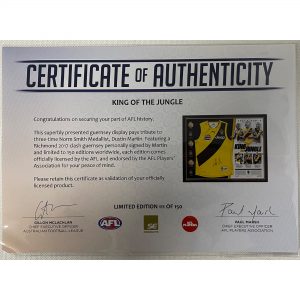 CERTIFICATE OF AUTHENTICITY
KING OF THE JUNGLE
Congratulations on securing your part of AFL history.
This superbly presented guernsey display pays tribute to
three-time Norm Smith Medallist, Dustin Martin. Featuring a
Richmond 2017 clash guernsey personally signed by Martin
and limited to 150 editions worldwide, each edition comes
officially licensed by the AFL and endorsed by the AFL Players'
Association for your peace of mind.
Please retain this certificate as validation of your officially
licensed product.
LIMITED EDITION OF 150
GILLON MCLACHLAN
CHIEF EXECUTIVE OFFICER
AUSTRALIAN FOOTBALL LEAGUE
AFL
Paul Marsh
PAUL MARSH
CHIEF EXECUTIVE OFFICER
AFL PLAYERS ASSOCIATION